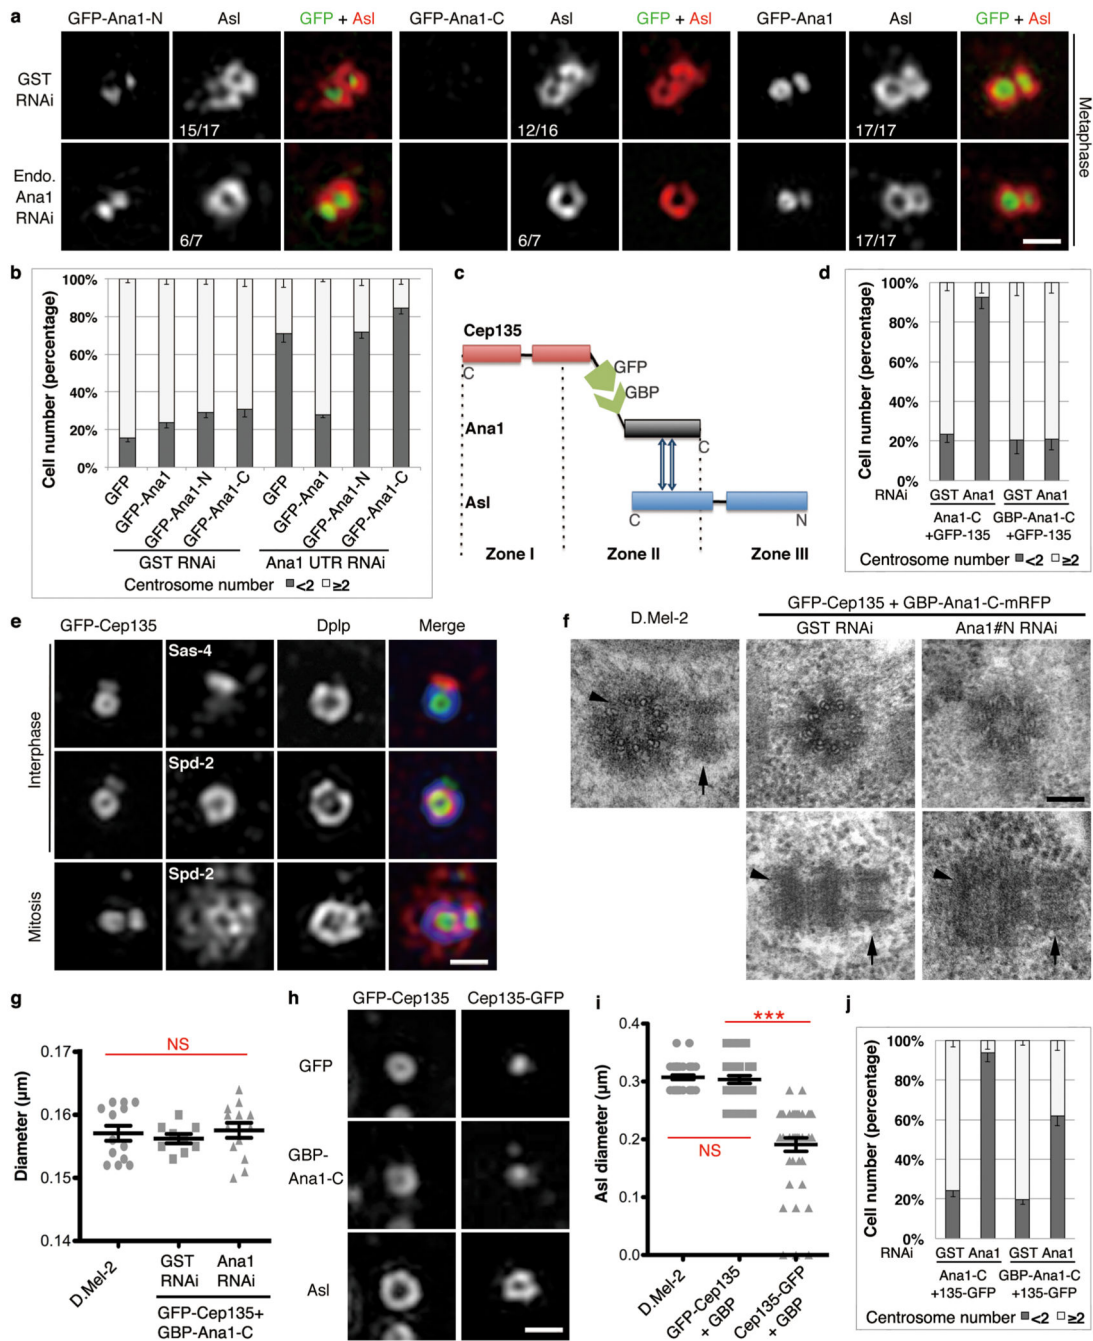 a
GFP-Ana1-N Asl GFP + Asl GFP-Ana1-C Asl GFP + Asl GFP-Ana1 Asl GFP + Asl
GST
RNAi
15/17 12/16 17/17
Endo.
Ana1
RNAi
6/7 6/7 17/17
Metaphase
b
Cell number (percentage)
100%
80%
60%
40%
20%
0%
GFP GFP-Ana1 GFP-Ana1-N GFP-Ana1-C GFP GFP-Ana1 GFP-Ana1-N GFP-Ana1-C
GST RNAi Ana1 UTR RNAi
Centrosome number <2 ≥2
c
Cep135
C
GFP
GBP
Ana1
C
Asl
C N
Zone I Zone II Zone III
d
Cell number (percentage)
100%
80%
60%
40%
20%
0%
RNAi GST Ana1 GST Ana1
Ana1-C GBP-Ana1-C
+GFP-135 +GFP-135
Centrosome number <2 ≥2
e
GFP-Cep135 Dplp Merge
Sas-4
Interphase
Spd-2
Mitosis
Spd-2
f
GFP-Cep135 + GBP-Ana1-C-mRFP
D.Mel-2 GST RNAi Ana1#N RNAi
g
Diameter (μm)
NS
0.17
0.16
0.15
0.14
D.Mel-2
GST Ana1
RNAi RNAi
GFP-Cep135+
GBP-Ana1-C
h
GFP-Cep135 Cep135-GFP
GFP
GBP-
Ana1-C
Asl
i
Asl diameter (μm)
***
0.4
0.3
0.2
NS
0.1
0.0
D.Mel-2
GFP-Cep135
+ GBP
Cep135-GFP
+ GBP
j
Cell number (percentage)
100%
80%
60%
40%
20%
0%
RNAi GST Ana1 GST Ana1
Ana1-C GBP-Ana1-C
+135-GFP +135-GFP
Centrosome number <2 ≥2